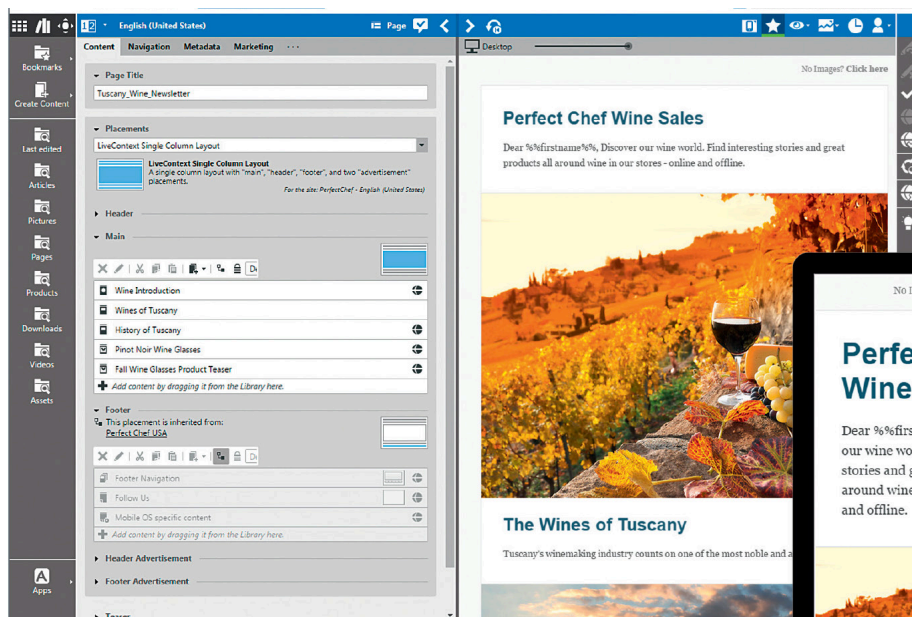 English (United States)
Page
Bookmarks
Create Content
Last edited
Articles
Pictures
Pages
Products
Downloads
Videos
Assets
Apps
Content Navigation Metadata Marketing ...
Page Title
Tuscany_Wine_Newsletter
Placements
LiveContext Single Column Layout
LiveContext Single Column Layout
A single column layout with "main", "header", "footer", and two "advertisement"
placements.
For the site: PerfectChef - English (United States)
Header
Main
Wine Introduction
Wines of Tuscany
History of Tuscany
Pinot Noir Wine Glasses
Fall Wine Glasses Product Teaser
Add content by dragging it from the Library here.
Footer
This placement is inherited from:
Perfect Chef USA
Footer Navigation
Follow Us
Mobile OS specific content
Add content by dragging it from the Library here.
Header Advertisement
Footer Advertisement
Teaser
Desktop
No Images? Click here
Perfect Chef Wine Sales
Dear %%firstname%%, Discover our wine world. Find interesting stories and great
products all around wine in our stores - online and offline.
The Wines of Tuscany
Tuscany's winemaking industry counts on one of the most noble and a
No I
Perfe
Wine
Dear %%firs
our wine wo
stories and g
around wine
and offline.